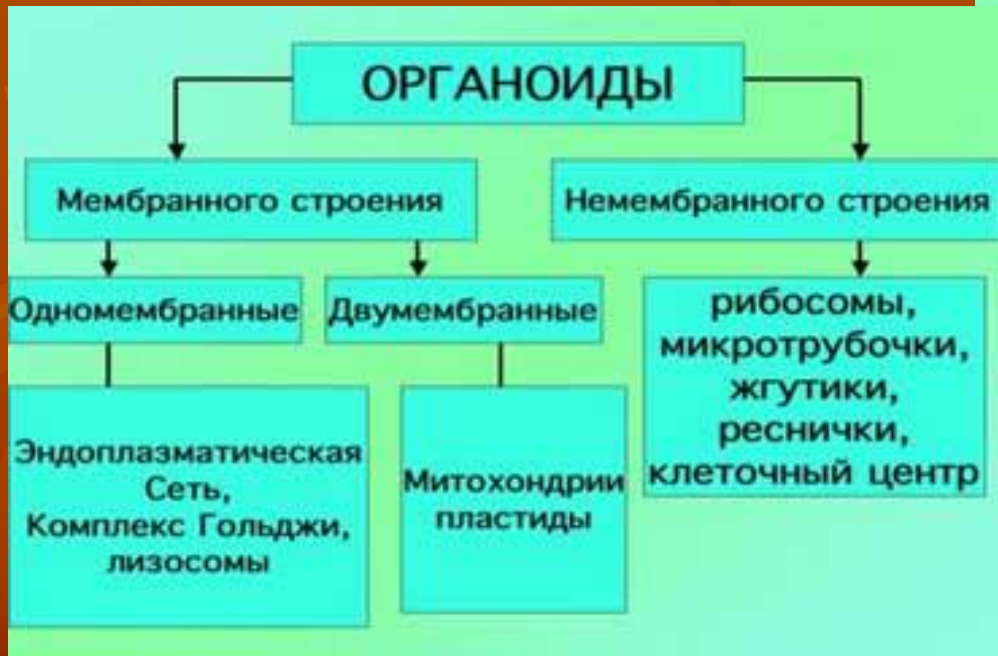 ОРГАНОИДЫ
Мембранного строения
Немембранного строения
Одномембранные
Двумембранные
рибосомы,
микротрубочки,
жгутики,
реснички,
клеточный центр
Эндоплазматическая
Сеть,
Комплекс Гольджи,
лизосомы
Митохондрии
пластиды